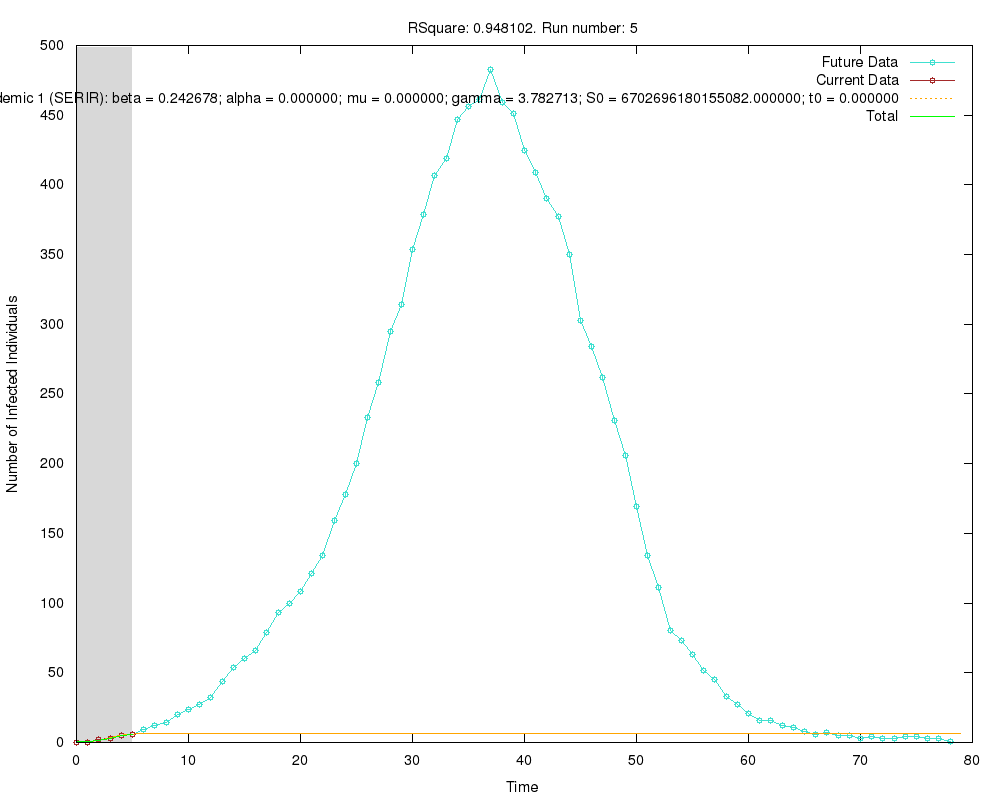 RSquare: 0.948102. Run number: 5
Future Data
Current Data
demic 1 (SERIR): beta = 0.242678; alpha = 0.000000; mu = 0.000000; gamma = 3.782713; S0 = 6702696180155082.000000; t0 = 0.000000
Total
500
450
400
350
300
250
200
150
100
50
0
Number of Infected Individuals
0 10 20 30 40 50 60 70 80
Time